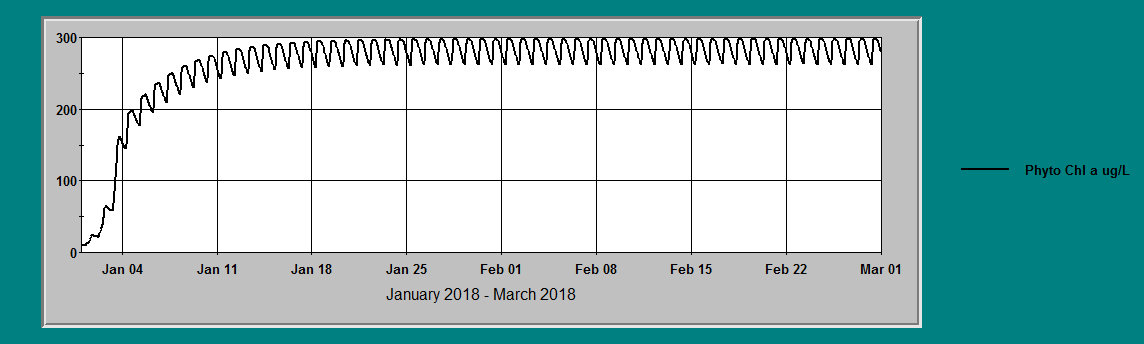 300
200
100
0
Jan 04 Jan 11 Jan 18 Jan 25 Feb 01 Feb 08 Feb 15 Feb 22 Mar 01
January 2018 - March 2018
Phyto Chl a ug/L